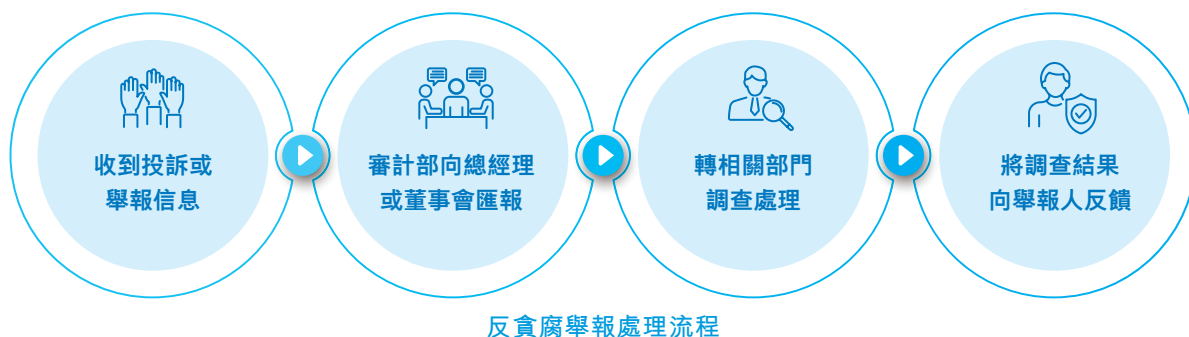 收到投訴或
舉報信息
審計部向總經理
或董事會匯報
轉相關部門
調查處理
將調查結果
向舉報人反饋
反貪腐舉報處理流程